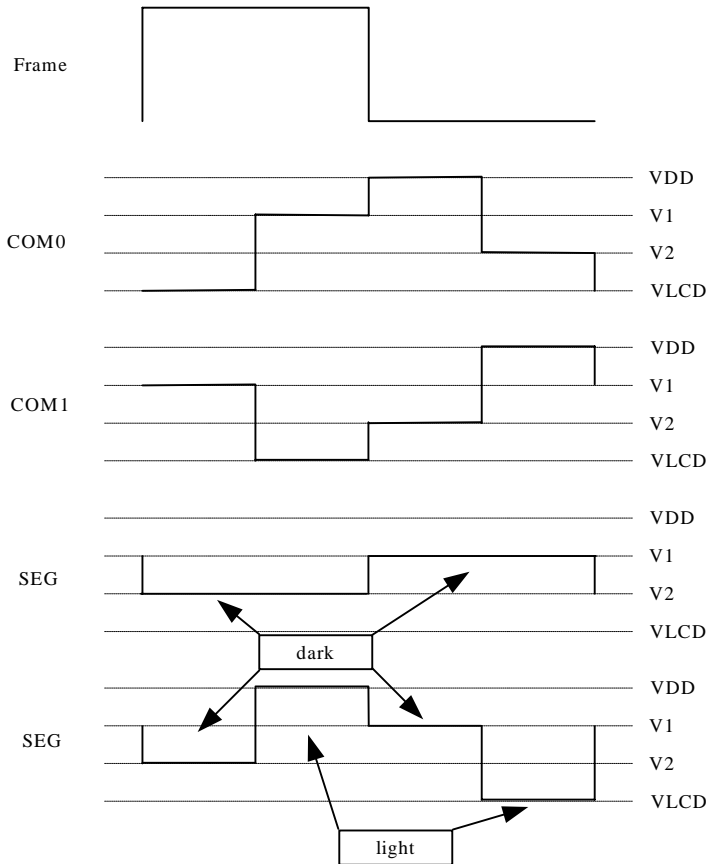 Frame
VDD
V1
COM0
V2
VLCD
VDD
V1
COM1
V2
VLCD
VDD
V1
SEG
V2
VLCD
dark
VDD
V1
SEG
V2
VLCD
light